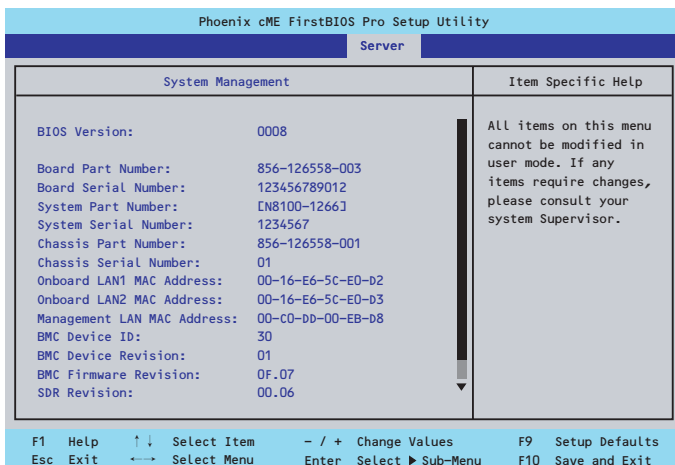 Phoenix cME FirstBIOS Pro Setup Utility
Server
System Management
Item Specific Help
BIOS Version: 0008
Board Part Number: 856-126558-003
Board Serial Number: 123456789012
System Part Number: [N8100-1266]
System Serial Number: 1234567
Chassis Part Number: 856-126558-001
Chassis Serial Number: 01
Onboard LAN1 MAC Address: 00-16-E6-5C-E0-D2
Onboard LAN2 MAC Address: 00-16-E6-5C-E0-D3
Management LAN MAC Address: 00-C0-DD-00-EB-D8
BMC Device ID: 30
BMC Device Revision: 01
BMC Firmware Revision: 0F.07
SDR Revision: 00.06
All items on this menu
cannot be modified in
user mode. If any
items require changes,
please consult your
system Supervisor.
F1 Help ↑↓ Select Item - / + Change Values F9 Setup Defaults
Esc Exit ←→ Select Menu Enter Select ▶ Sub-Menu F10 Save and Exit